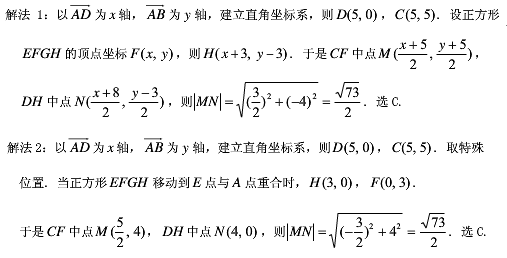 解法 1：以 $\overrightarrow{AD}$ 为 x 轴，$\overrightarrow{AB}$ 为 y 轴，建立直角坐标系，则 D(5, 0)，C(5, 5)．设正方形
EFGH 的顶点坐标 F(x, y)，则 H(x+3, y−3)．于是 CF 中点 M$(\frac{x+5}{2}, \frac{y+5}{2})$，
DH 中点 N$(\frac{x+8}{2}, \frac{y-3}{2})$，则 $|MN|=\sqrt{(\frac{3}{2})^2+(-4)^2}=\frac{\sqrt{73}}{2}$．选 C.
解法 2：以 $\overrightarrow{AD}$ 为 x 轴，$\overrightarrow{AB}$ 为 y 轴，建立直角坐标系，则 D(5, 0)，C(5, 5)．取特殊
位置．当正方形 EFGH 移动到 E 点与 A 点重合时，H(3, 0)，F(0, 3)．
于是 CF 中点 M$(\frac{5}{2}, 4)$，DH 中点 N(4, 0)，则 $|MN|=\sqrt{(-\frac{3}{2})^2+4^2}=\frac{\sqrt{73}}{2}$．选 C.